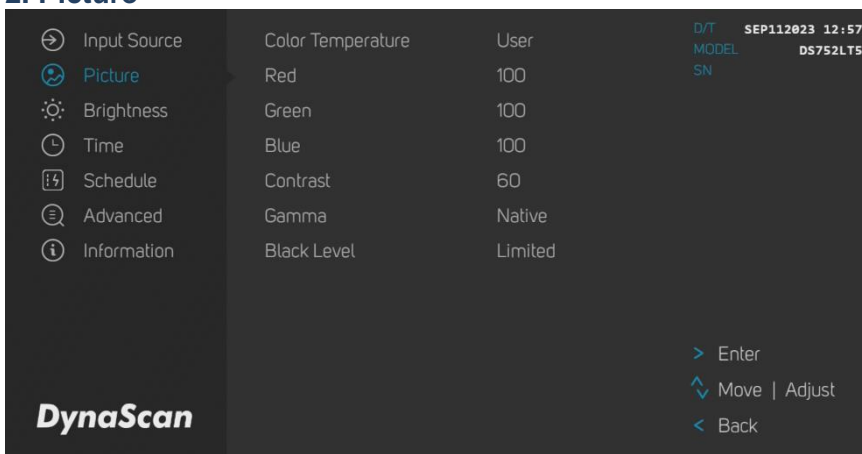 2. Picture
Input Source
Picture
Brightness
Time
Schedule
Advanced
Information
DynaScan
Color Temperature User
Red 100
Green 100
Blue 100
Contrast 60
Gamma Native
Black Level Limited
D/T SEP112023 12:57
MODEL DS752LT5
SN
> Enter
Move | Adjust
< Back